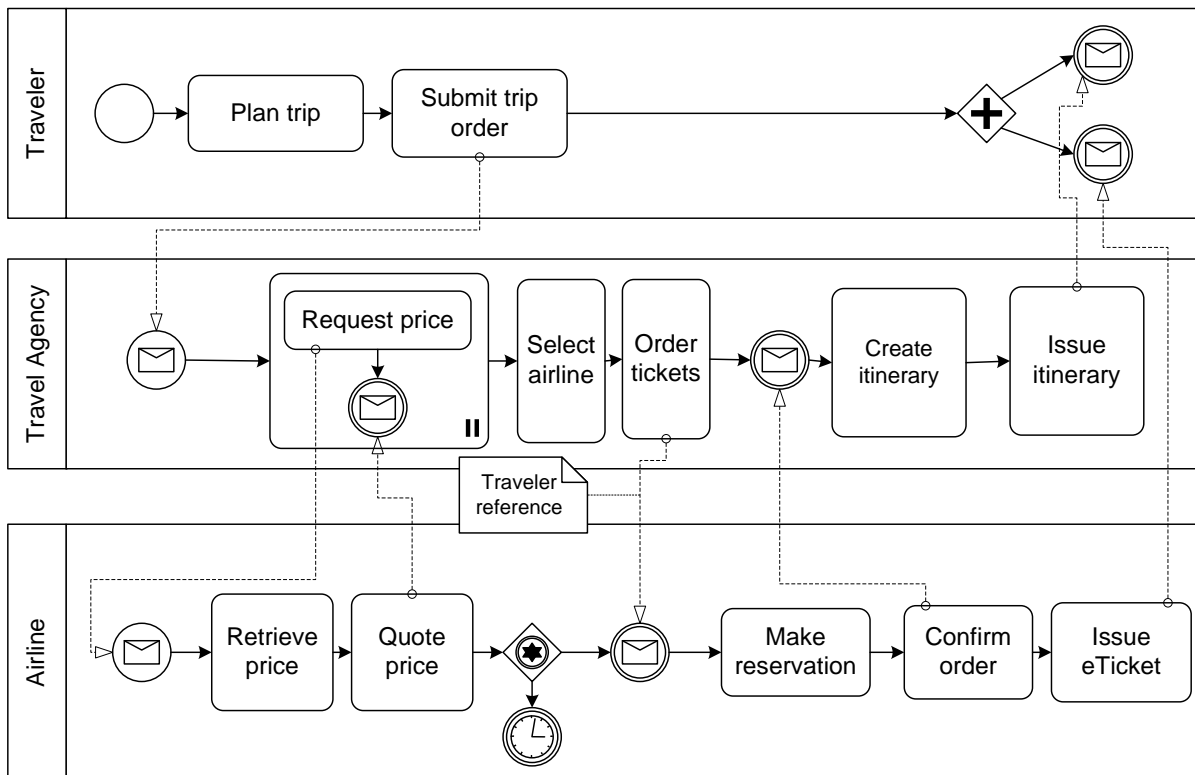 Traveler
Plan trip
Submit trip
order
Travel Agency
Request price
Select
airline
Order
tickets
Create
itinerary
Issue
itinerary
Traveler
reference
Airline
Retrieve
price
Quote
price
Make
reservation
Confirm
order
Issue
eTicket